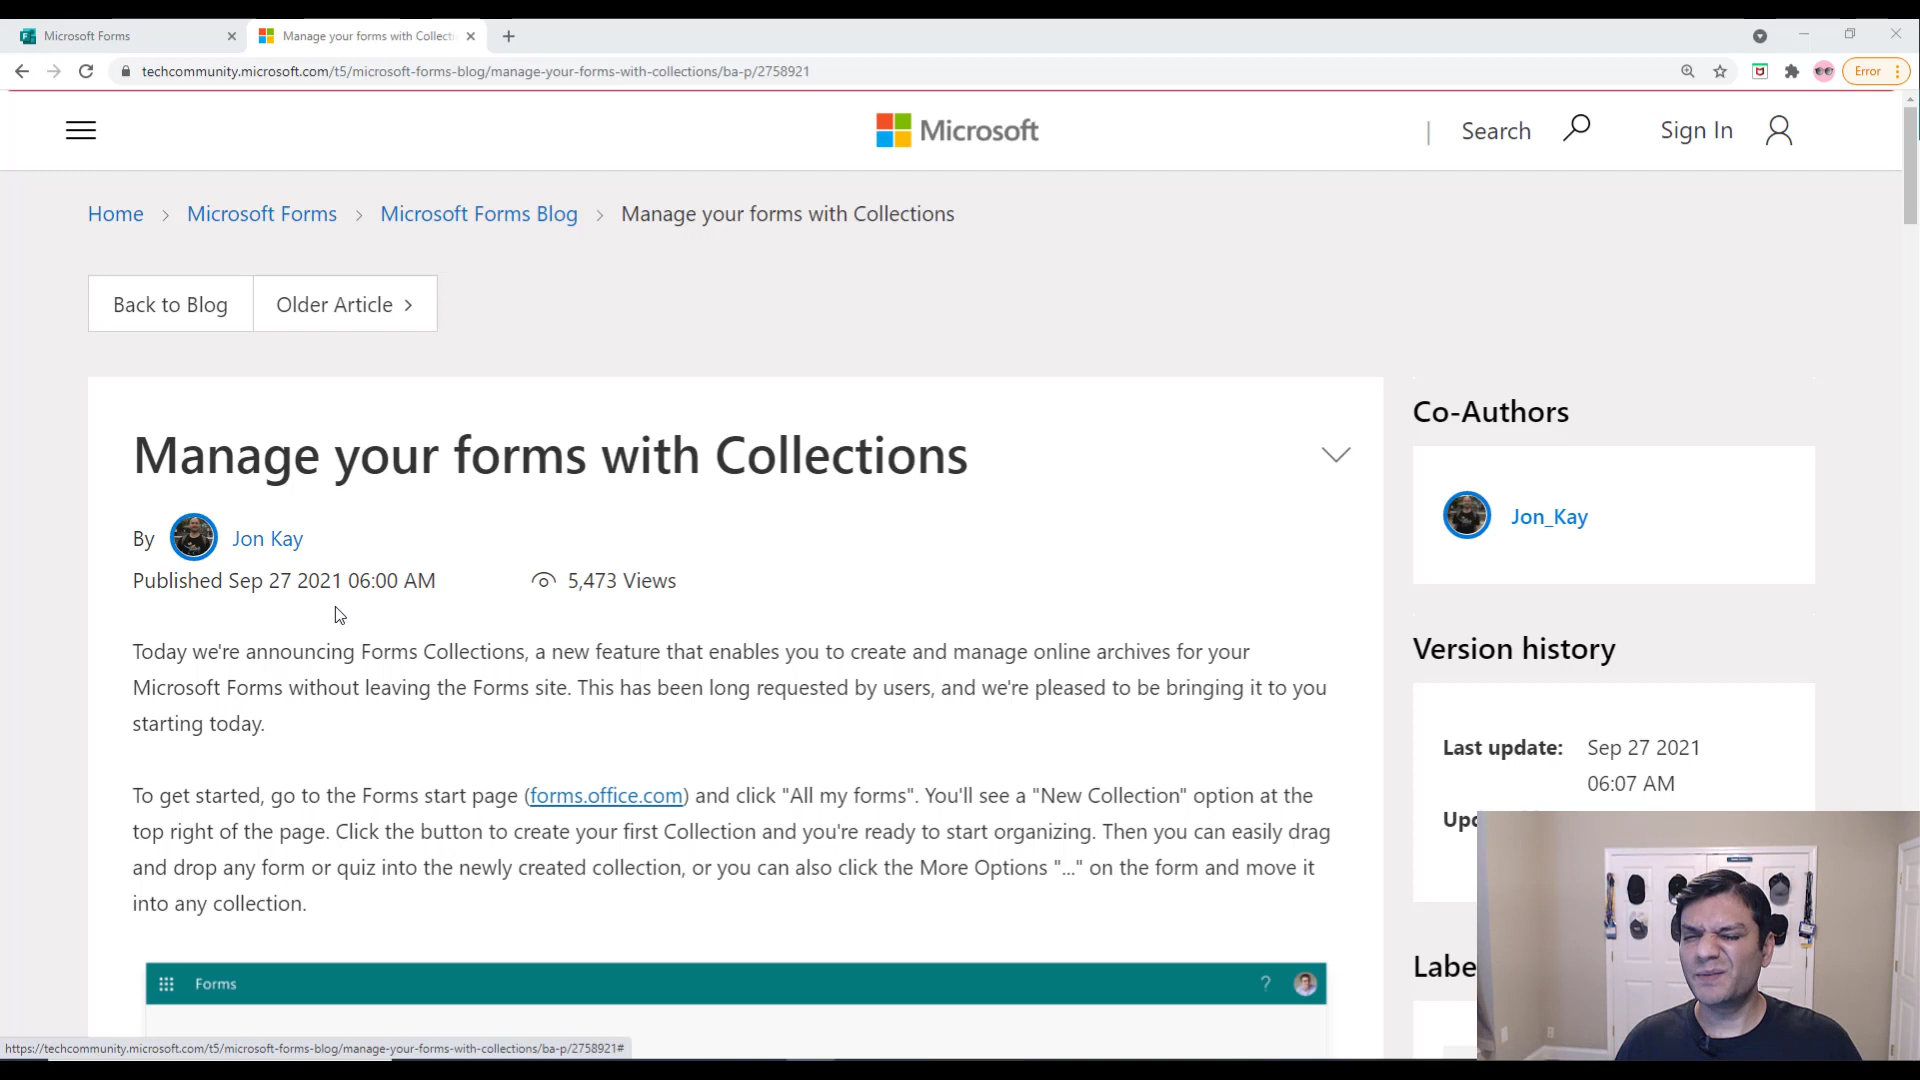 Microsoft Forms
Manage your forms with Collecti
techcommunity.microsoft.com/t5/microsoft-forms-blog/manage-your-forms-with-collections/ba-p/2758921
Error
Microsoft
| Search
Sign In
Home > Microsoft Forms > Microsoft Forms Blog > Manage your forms with Collections
Back to Blog
Older Article >
Manage your forms with Collections
By Jon Kay
Published Sep 27 2021 06:00 AM
5,473 Views
Today we're announcing Forms Collections, a new feature that enables you to create and manage online archives for your
Microsoft Forms without leaving the Forms site. This has been long requested by users, and we're pleased to be bringing it to you
starting today.
To get started, go to the Forms start page (forms.office.com) and click "All my forms". You'll see a "New Collection" option at the
top right of the page. Click the button to create your first Collection and you're ready to start organizing. Then you can easily drag
and drop any form or quiz into the newly created collection, or you can also click the More Options "..." on the form and move it
into any collection.
Forms
?
Co-Authors
Jon_Kay
Version history
Last update: Sep 27 2021
06:07 AM
Upd
Labe
https://techcommunity.microsoft.com/t5/microsoft-forms-blog/manage-your-forms-with-collections/ba-p/2758921#